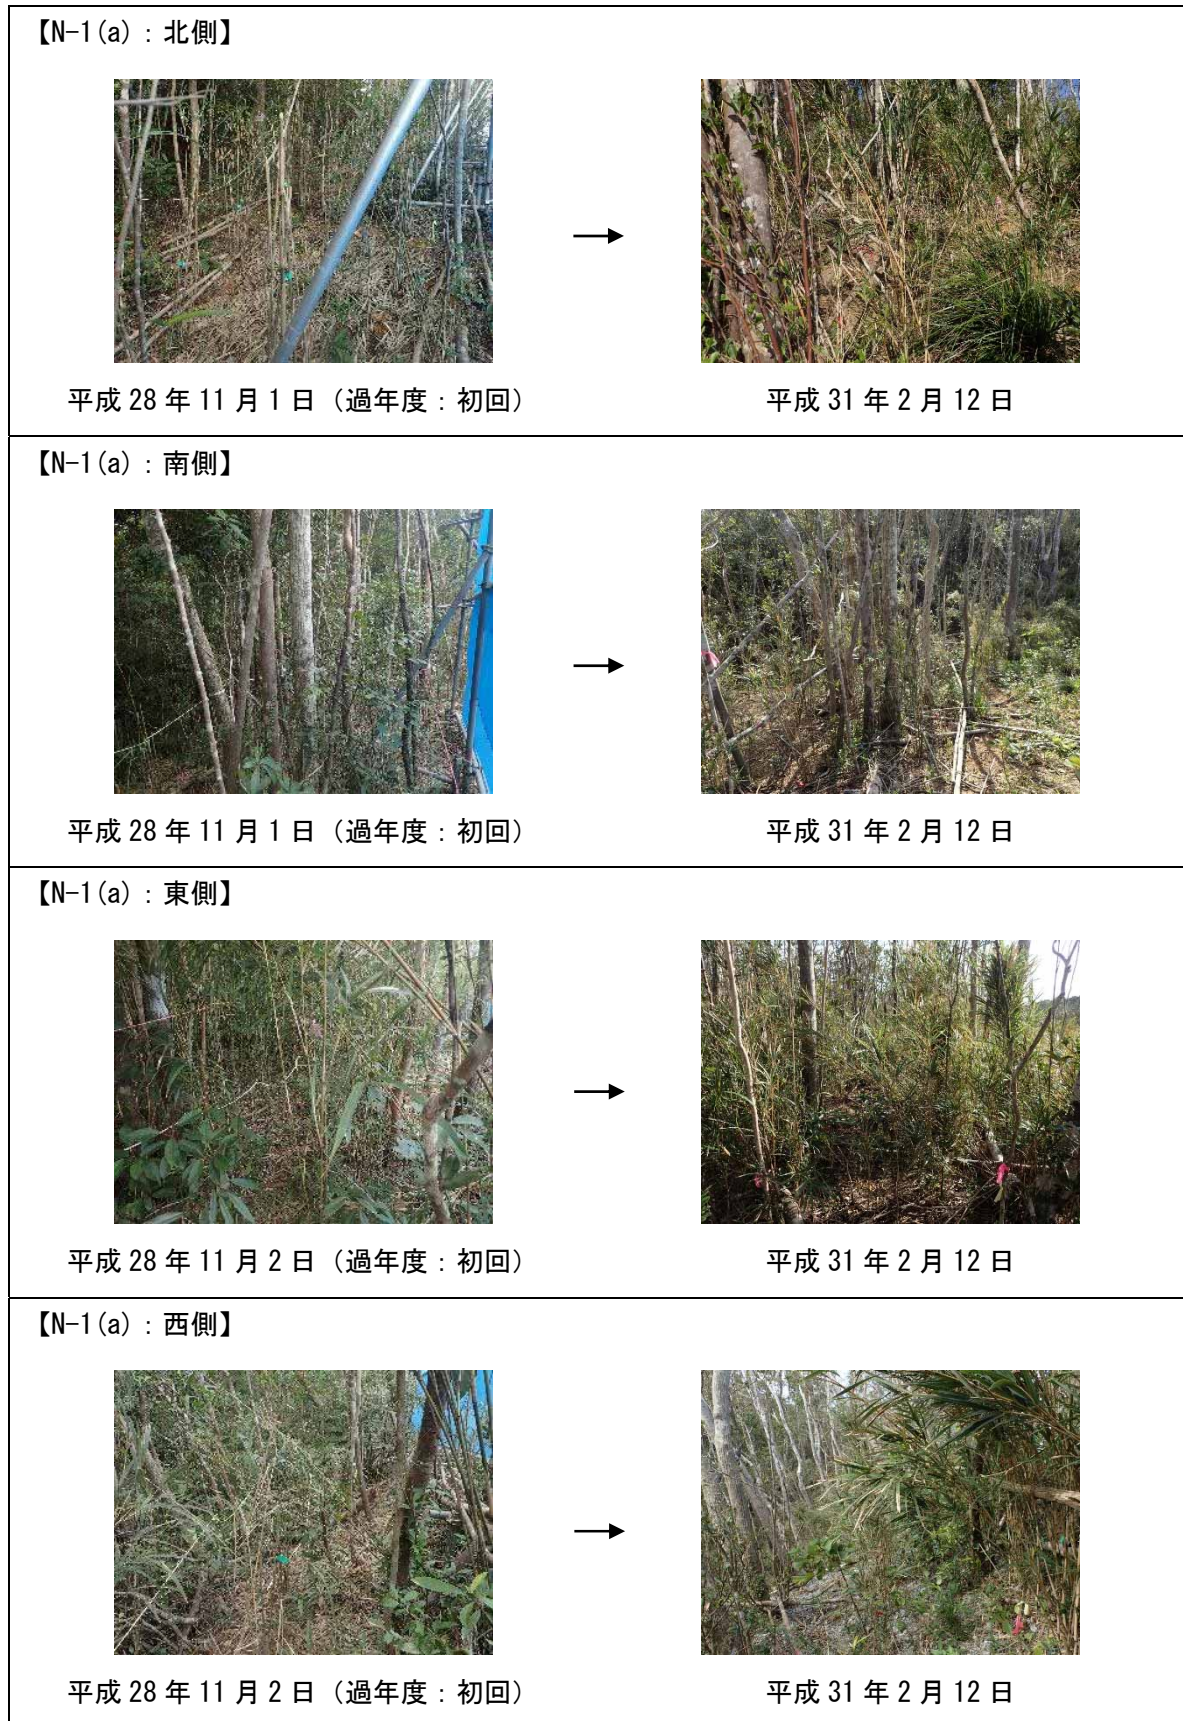 【N-1(a)：北側】
平成 28 年 11 月 1 日（過年度：初回）
平成 31 年 2 月 12 日
【N-1(a)：南側】
平成 28 年 11 月 1 日（過年度：初回）
平成 31 年 2 月 12 日
【N-1(a)：東側】
平成 28 年 11 月 2 日（過年度：初回）
平成 31 年 2 月 12 日
【N-1(a)：西側】
平成 28 年 11 月 2 日（過年度：初回）
平成 31 年 2 月 12 日